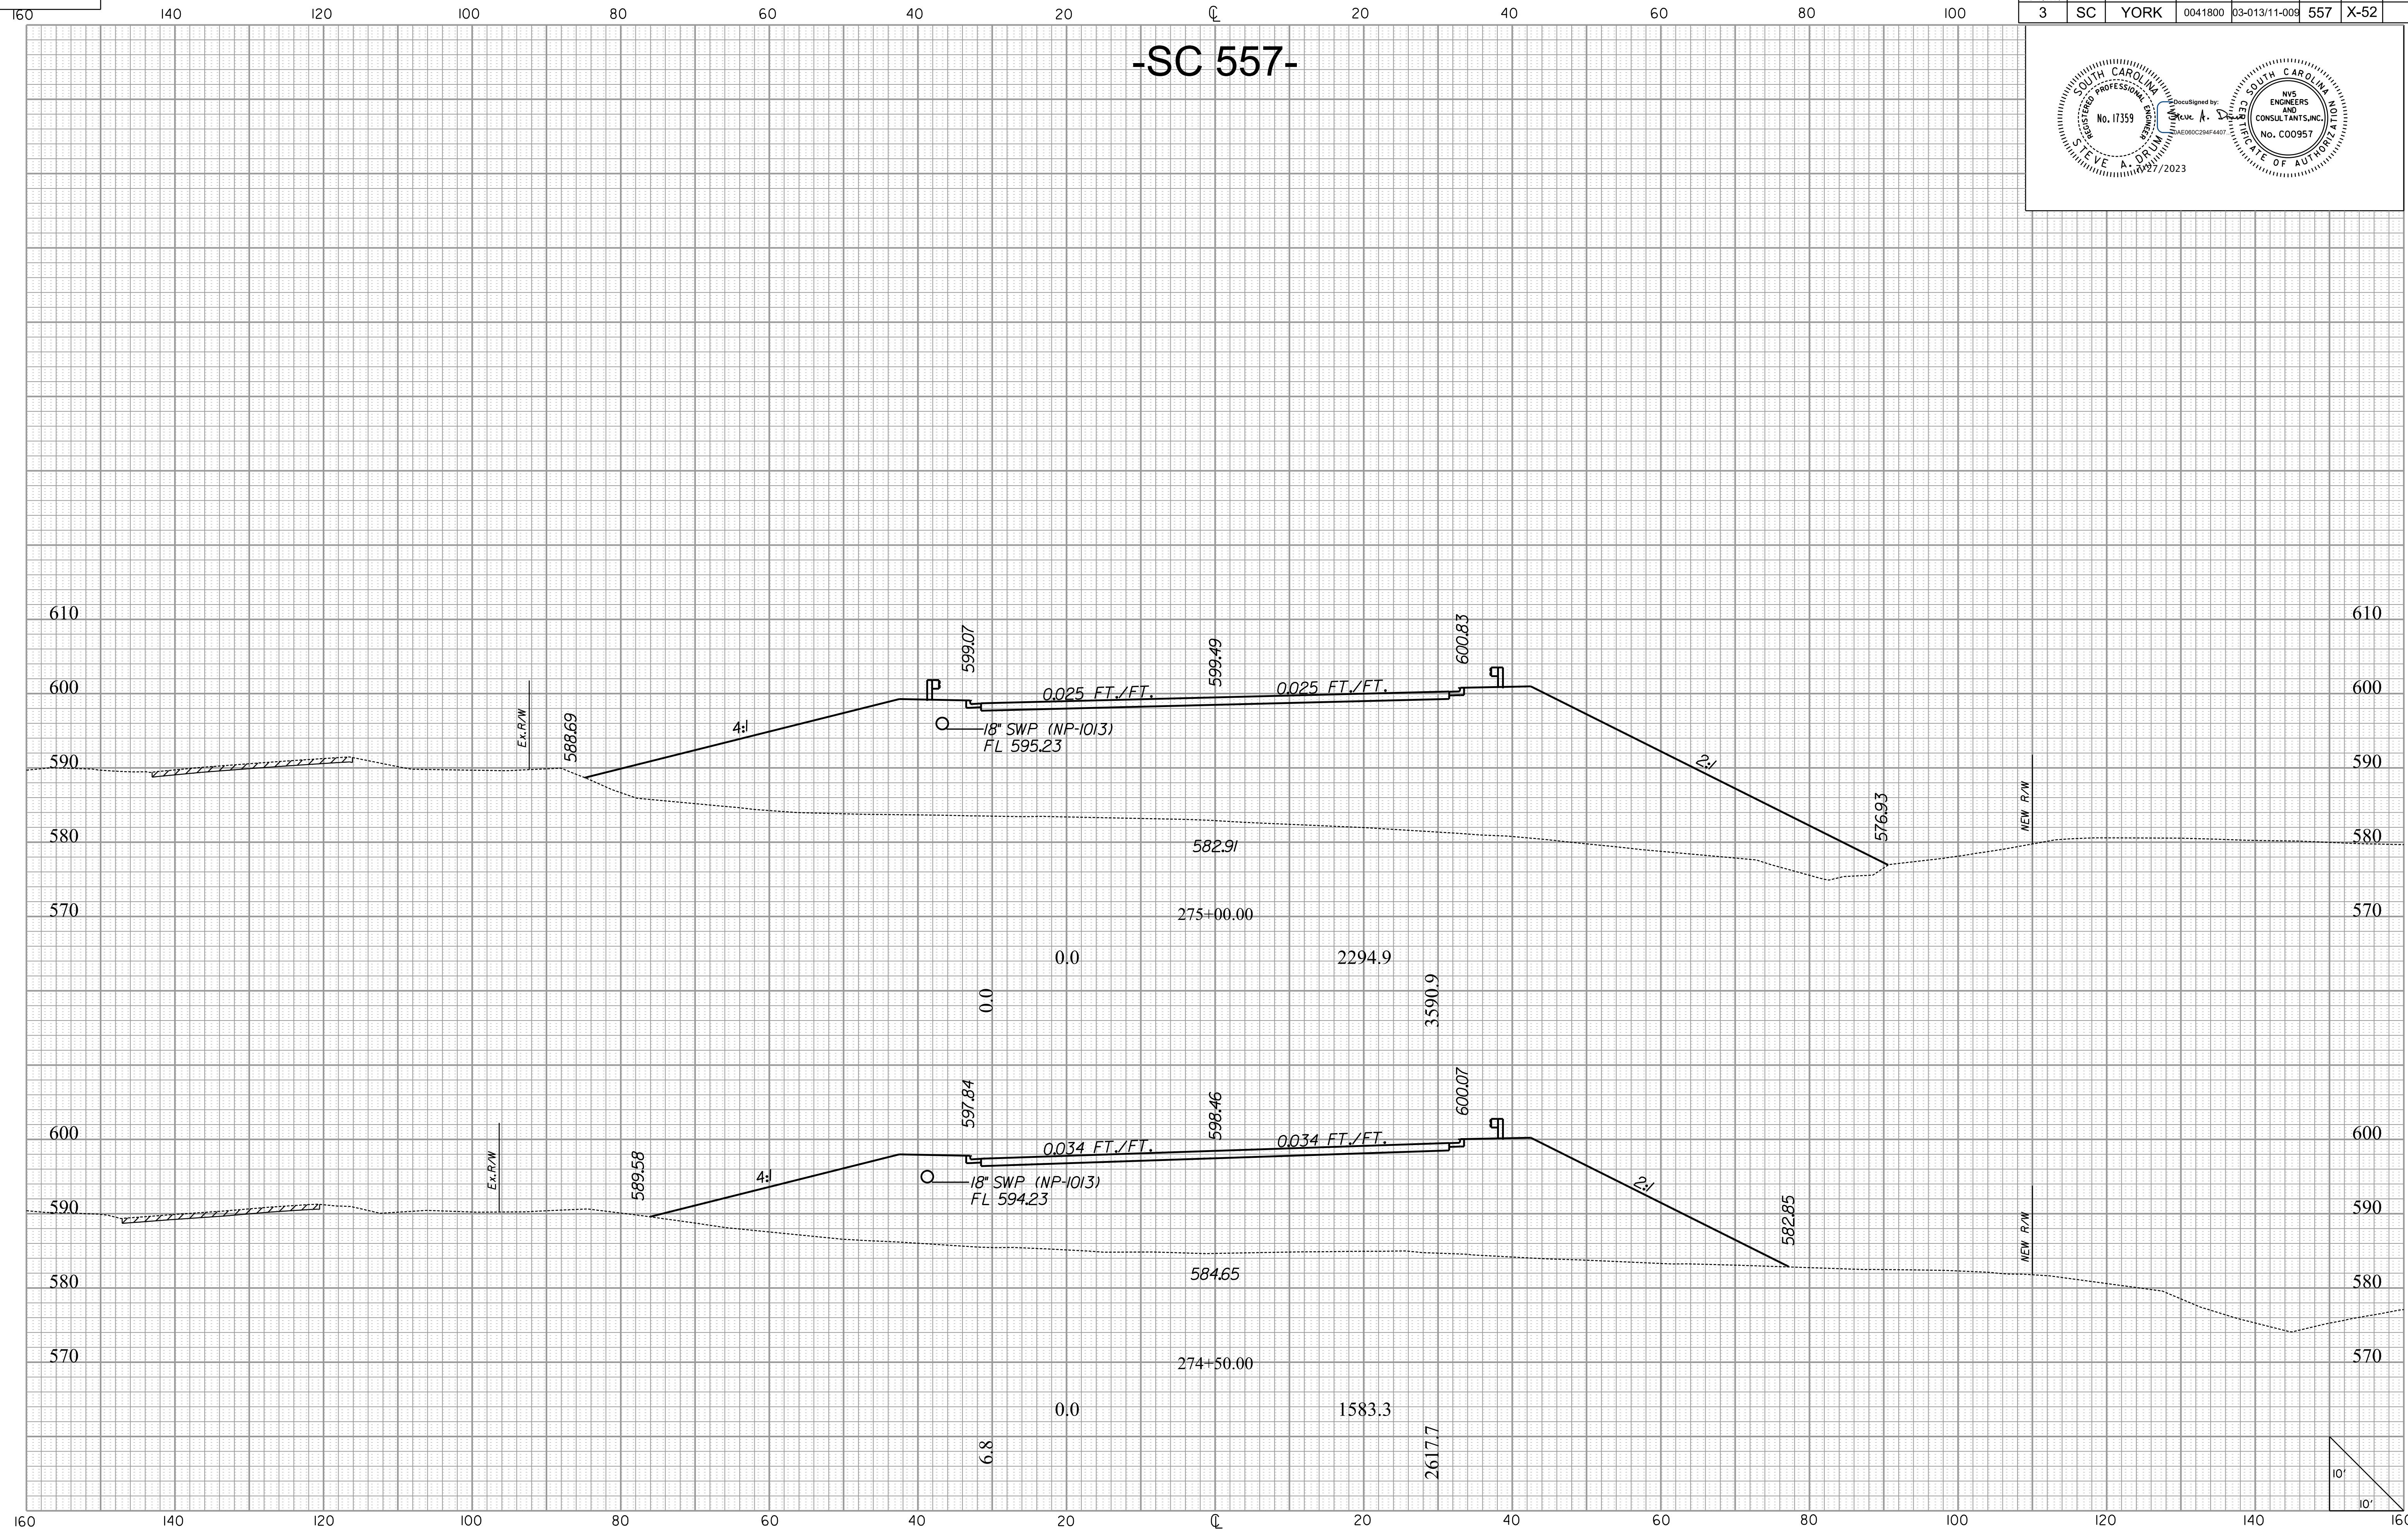 160 140 120 100 80 60 40 20 ℄ 20 40 60 80 100
3 SC YORK 0041800 03-013/11-009 557 X-52
-SC 557-
SOUTH CAROLINA
REGISTERED PROFESSIONAL ENGINEER
No. 17359
STEVE A. DRUM
DocuSigned by:
Steve A.
0AE060C294F4407...
/27/2023
SOUTH CAROLINA
CERTIFICATE OF AUTHORIZATION
NV5
ENGINEERS
AND
CONSULTANTS,INC.
No. C00957
610 610
599.07 599.49 600.83
600 0.025 FT./FT. 0.025 FT./FT. 600
Ex.R/W 588.69 4:1
18" SWP (NP-1013)
FL 595.23
2:1
590 590
576.93 NEW R/W
580 580
582.91
570 570
275+00.00
0.0 2294.9
0.0 3590.9
597.84 598.46 600.07
600 0.034 FT./FT. 0.034 FT./FT. 600
Ex.R/W 589.58 4:1
18" SWP (NP-1013)
FL 594.23
2:1
582.85 NEW R/W
590 590
584.65
580 580
570 570
274+50.00
0.0 1583.3
6.8 2617.7
10'
10'
160 140 120 100 80 60 40 20 ℄ 20 40 60 80 100 120 140 160